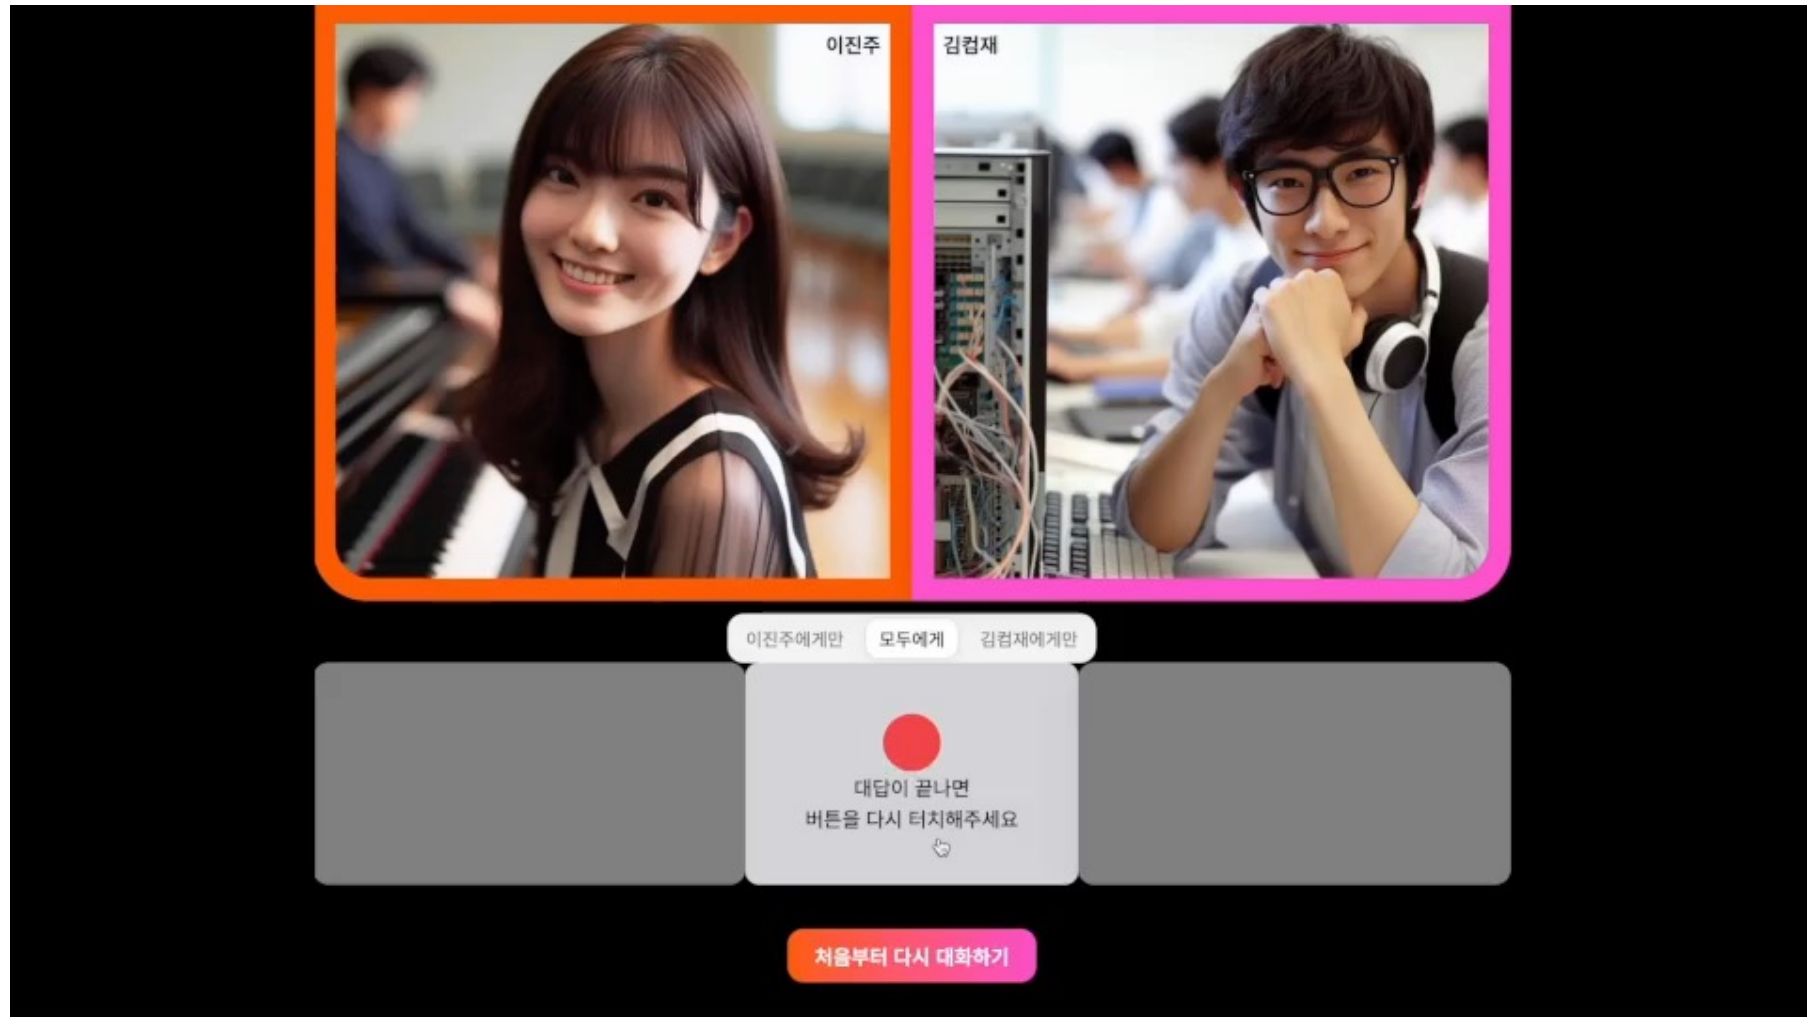 이진주
김컴재
이진주에게만 모두에게 김컴재에게만
대답이 끝나면
버튼을 다시 터치해주세요
처음부터 다시 대화하기